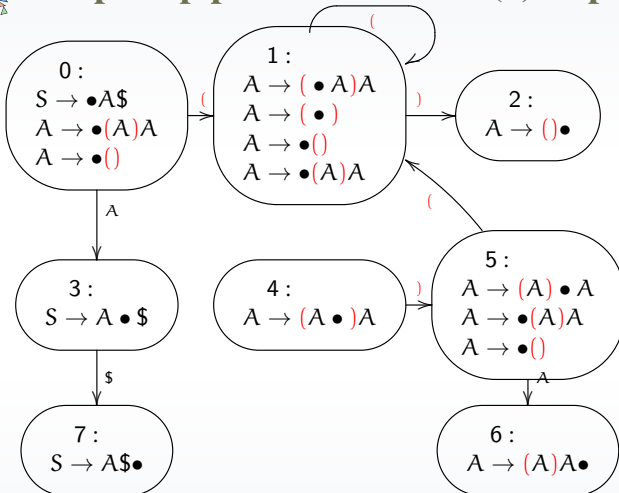 0 :
S → •A$
A → •(A)A
A → •()
(
1 :
A → ( • A)A
A → ( • )
A → •()
A → •(A)A
(
)
2 :
A → ()•
A
(
3 :
S → A • $
4 :
A → (A • )A
)
5 :
A → (A) • A
A → •(A)A
A → •()
$
A
7 :
S → A$•
6 :
A → (A)A•